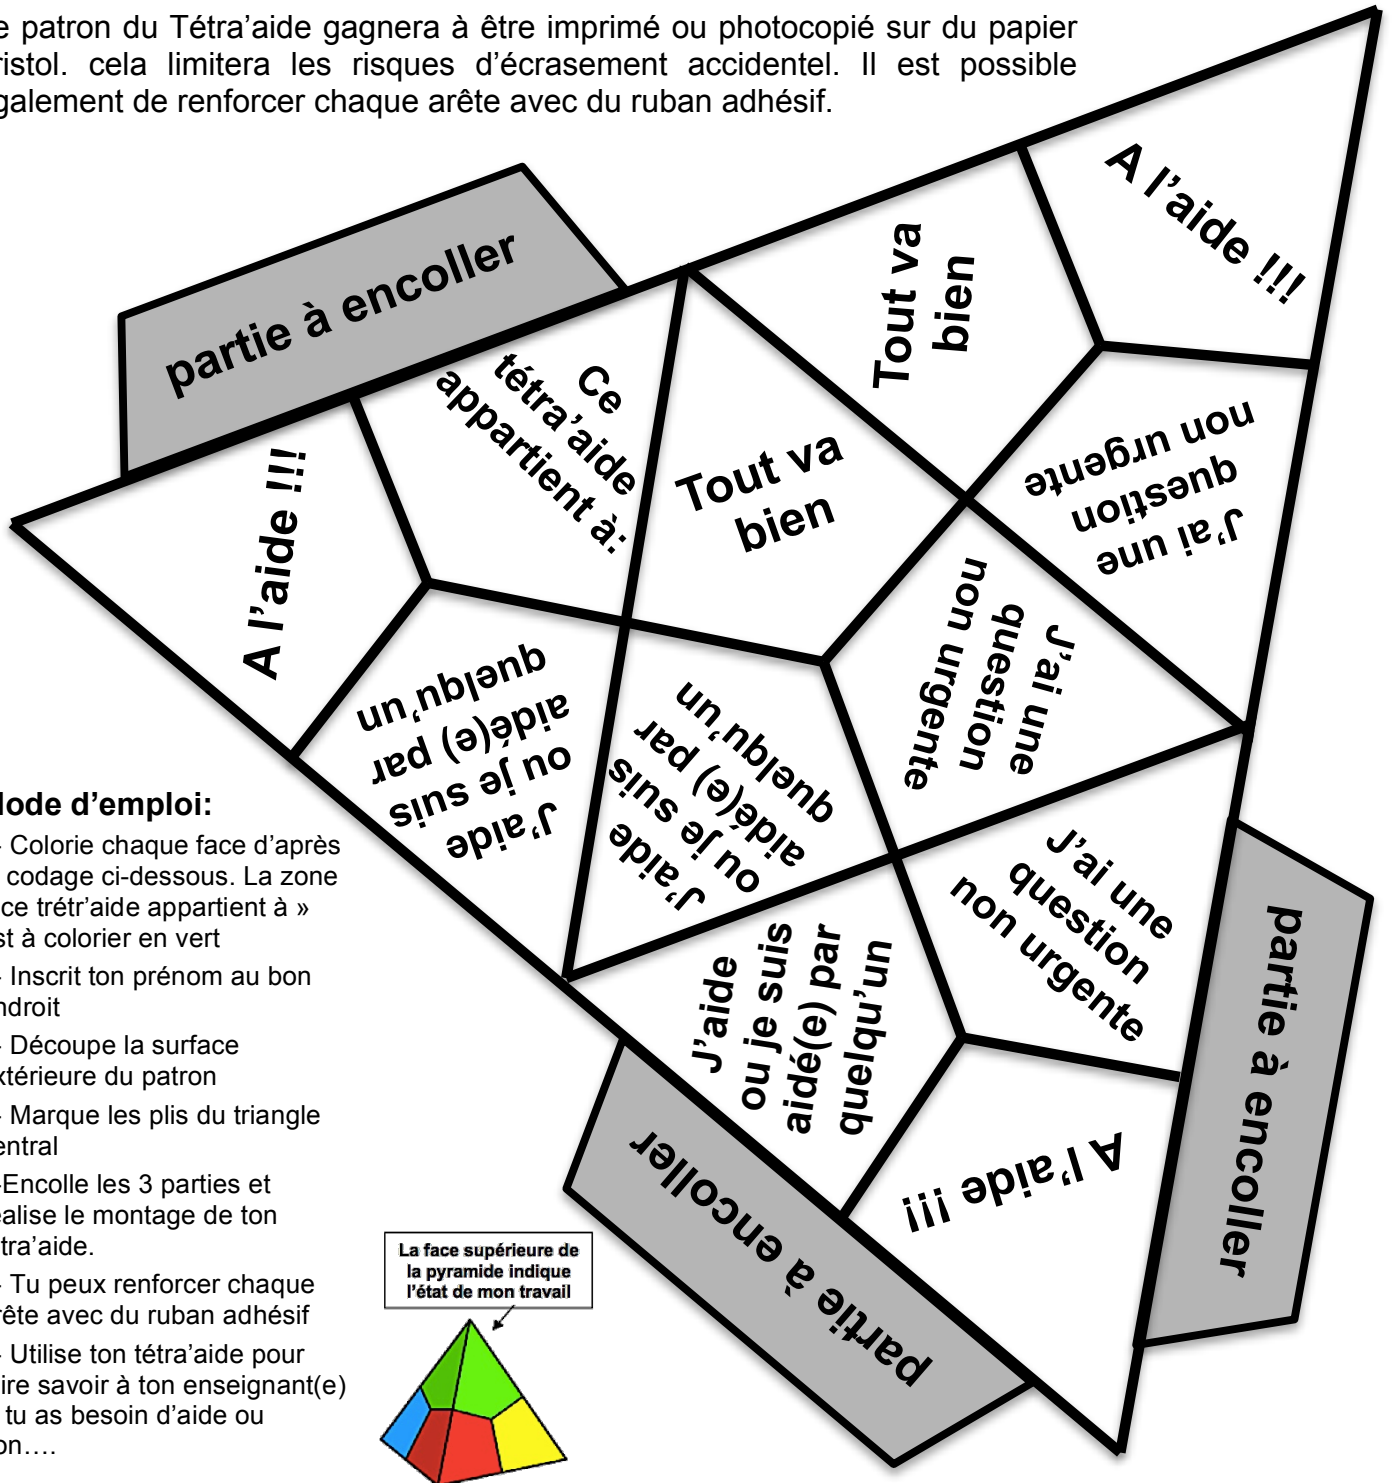 e patron du Tétra’aide gagnera à être imprimé ou photocopié sur du papier
ristol. cela limitera les risques d’écrasement accidentel. Il est possible
galement de renforcer chaque arête avec du ruban adhésif.
A l’aide !!!
Tout va
bien
partie à encoller
Ce
tétra’aide
appartient à:
Tout va
bien
J’ai une
question
non urgente
A l’aide !!!
J’ai une
question
non urgente
J’aide
ou je suis
aidé(e) par
quelqu’un
J’aide
ou je suis
aidé(e) par
quelqu’un
J’ai une
question
non urgente
J’aide
ou je suis
aidé(e) par
quelqu’un
A l’aide !!!
partie à encoller
partie à encoller
lode d’emploi:
- Colorie chaque face d’après
codage ci-dessous. La zone
ce trétr’aide appartient à »
st à colorier en vert
- Inscrit ton prénom au bon
ndroit
- Découpe la surface
xtérieure du patron
- Marque les plis du triangle
entral
-Encolle les 3 parties et
alise le montage de ton
tra’aide.
- Tu peux renforcer chaque
rête avec du ruban adhésif
- Utilise ton tétra’aide pour
ire savoir à ton enseignant(e)
tu as besoin d’aide ou
on….
La face supérieure de
la pyramide indique
l’état de mon travail